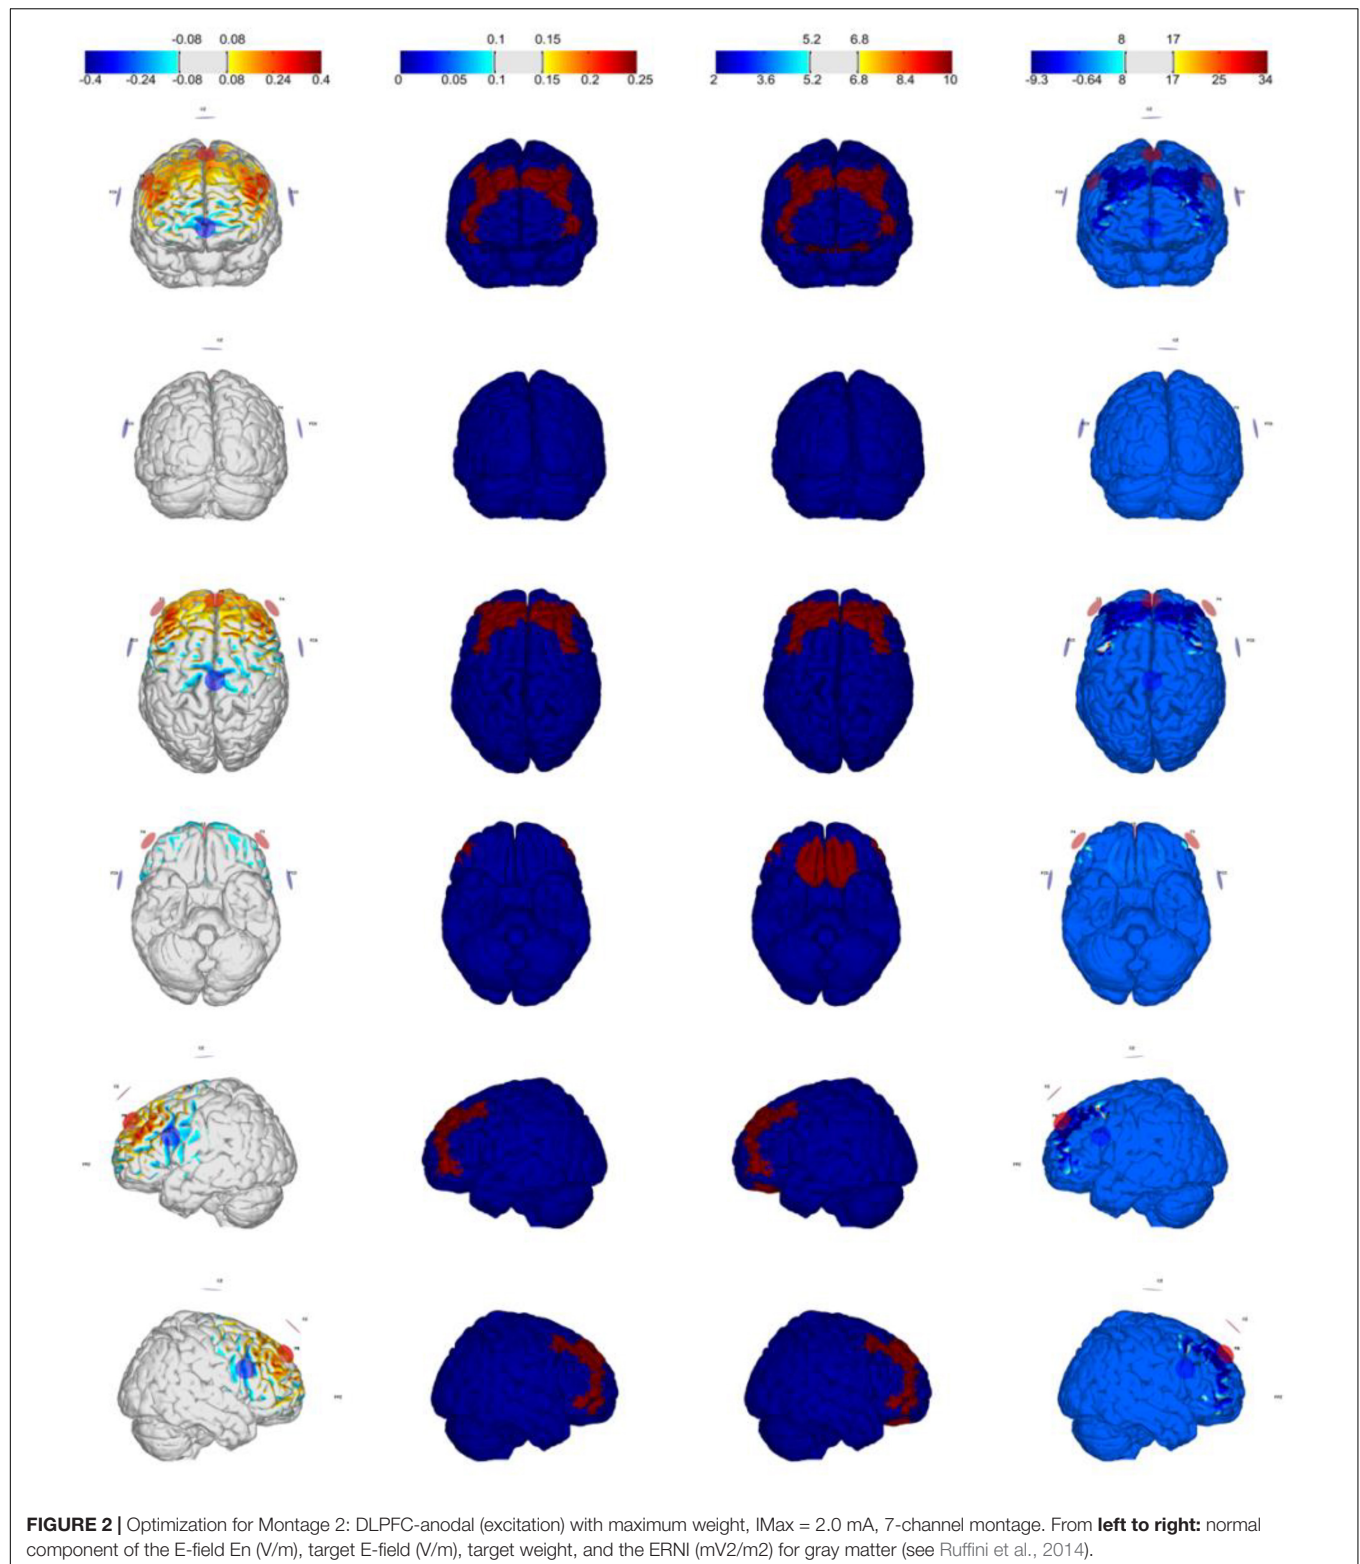 -0.08 0.08 0.1 0.15 5.2 6.8 8 17
-0.4 -0.24 -0.08 0.08 0.24 0.4 0 0.05 0.1 0.15 0.2 0.25 2 3.6 5.2 6.8 8.4 10 -9.3 -0.64 8 17 25 34
FIGURE 2 | Optimization for Montage 2: DLPFC-anodal (excitation) with maximum weight, IMax = 2.0 mA, 7-channel montage. From left to right: normal
component of the E-field En (V/m), target E-field (V/m), target weight, and the ERNI (mV2/m2) for gray matter (see Ruffini et al., 2014).